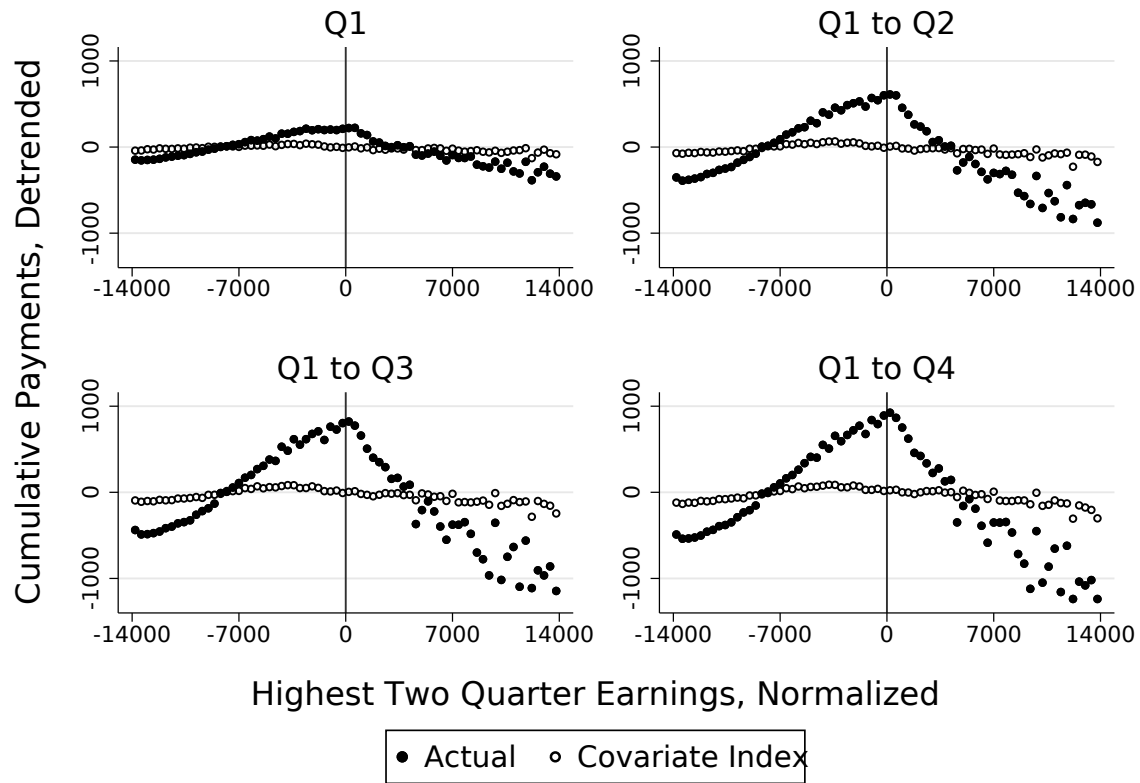 Cumulative Payments, Detrended
Q1
1000
0
-1000
-14000 -7000 0 7000 14000
Q1 to Q2
1000
0
-1000
-14000 -7000 0 7000 14000
Q1 to Q3
1000
0
-1000
-14000 -7000 0 7000 14000
Q1 to Q4
1000
0
-1000
-14000 -7000 0 7000 14000
Highest Two Quarter Earnings, Normalized
Actual Covariate Index